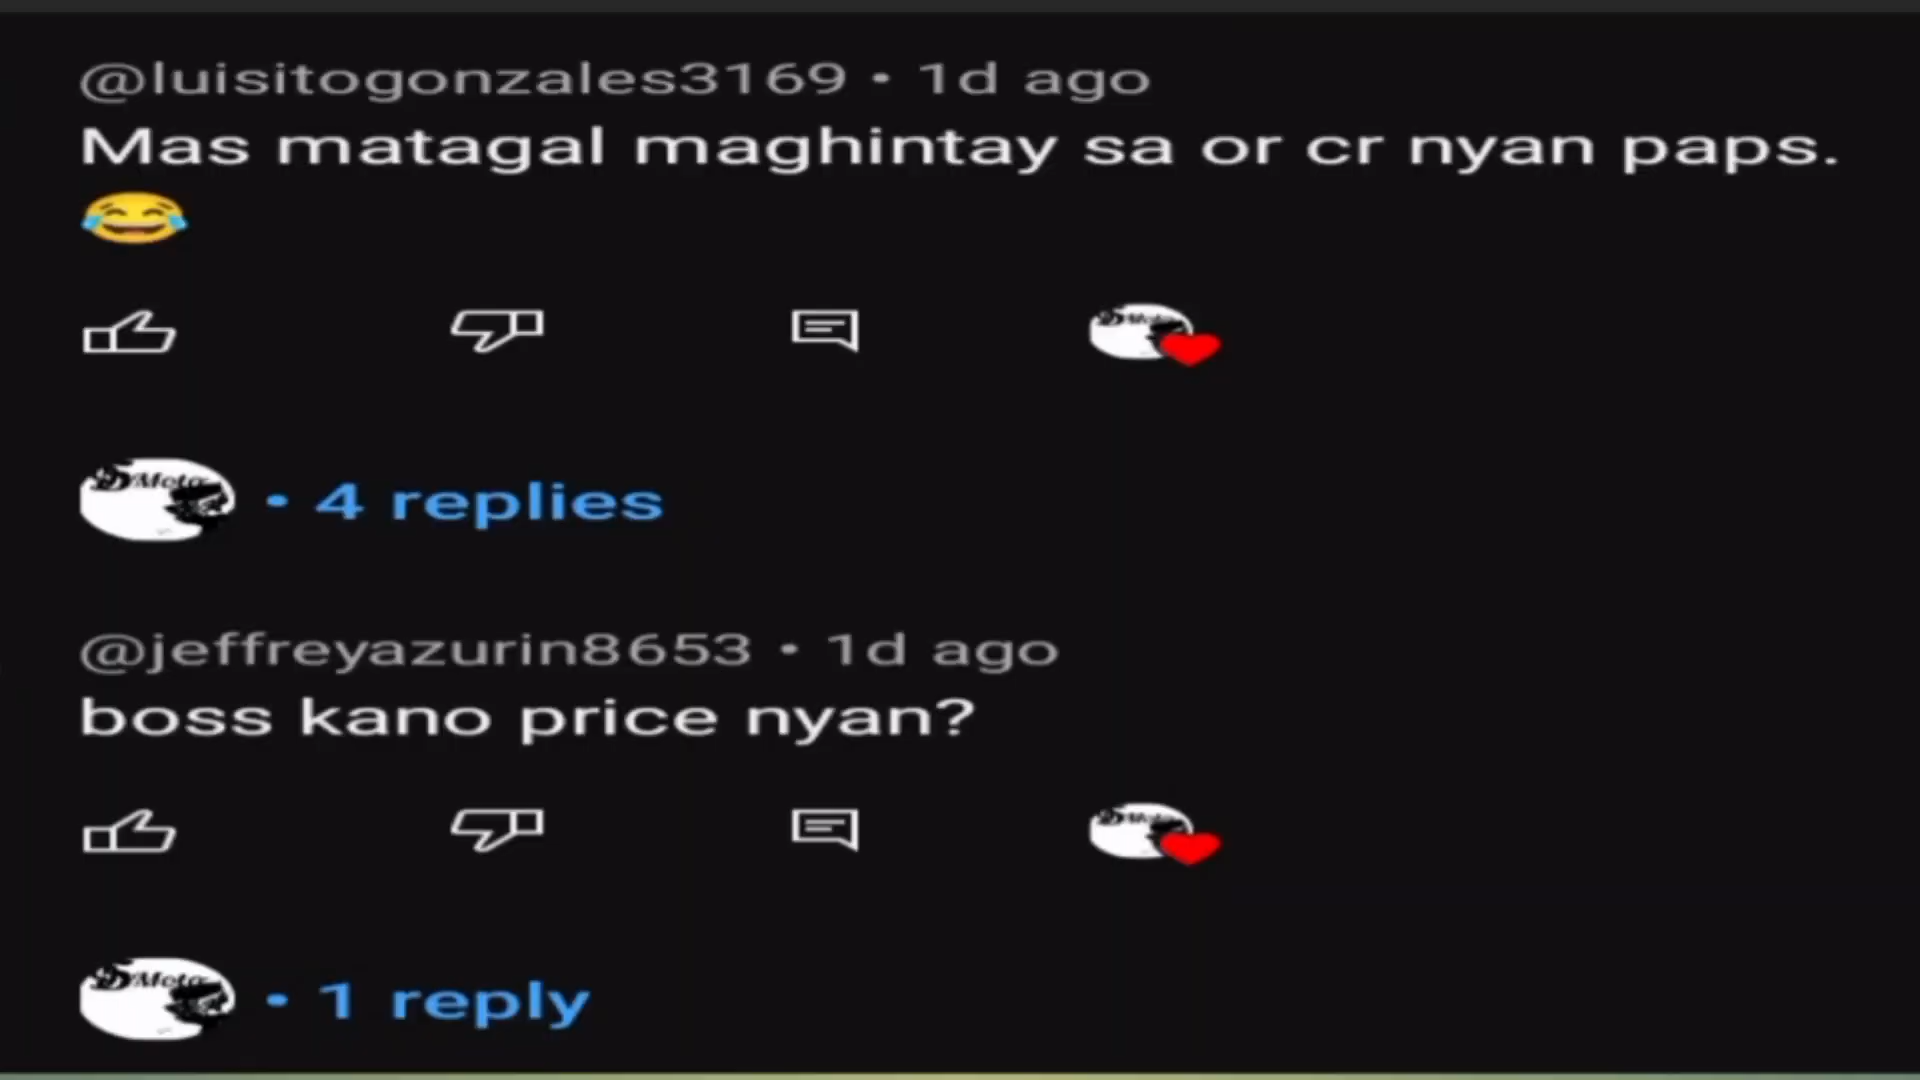 @luisitogonzales3169 • 1d ago
Mas matagal maghintay sa or cr nyan paps.
😂
• 4 replies
@jeffreyazurin8653 • 1d ago
boss kano price nyan?
• 1 reply